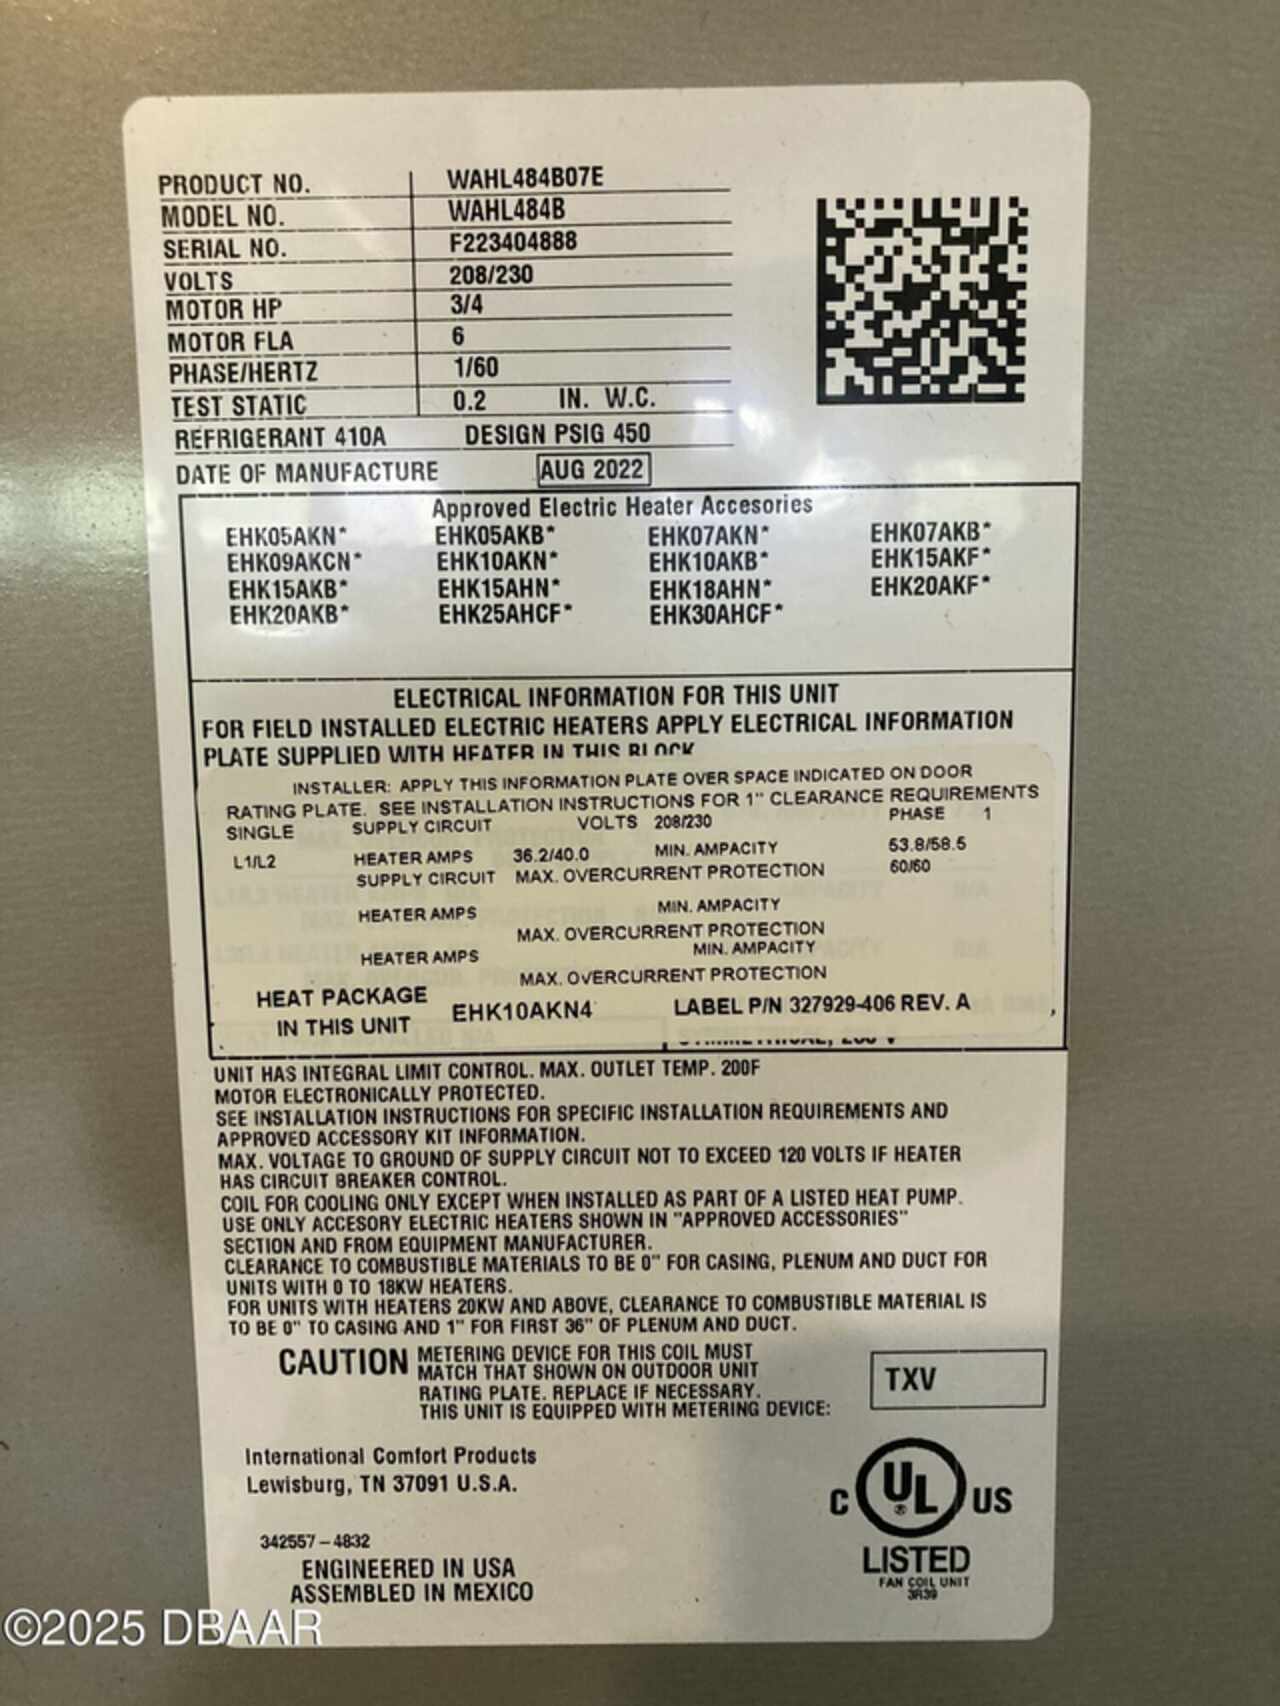 PRODUCT NO. WAHL484B07E
MODEL NO. WAHL484B
SERIAL NO. F223404888
VOLTS 208/230
MOTOR HP 3/4
MOTOR FLA 6
PHASE/HERTZ 1/60
TEST STATIC 0.2 IN. W.C.
REFRIGERANT 410A DESIGN PSIG 450
DATE OF MANUFACTURE AUG 2022
Approved Electric Heater Accesories
EHK05AKN* EHK05AKB* EHK07AKN* EHK07AKB*
EHK09AKCN* EHK10AKN* EHK10AKB* EHK15AKF*
EHK15AKB* EHK15AHN* EHK18AHN* EHK20AKF*
EHK20AKB* EHK25AHCF* EHK30AHCF*
ELECTRICAL INFORMATION FOR THIS UNIT
FOR FIELD INSTALLED ELECTRIC HEATERS APPLY ELECTRICAL INFORMATION
PLATE SUPPLIED WITH HEATER IN THIS BLOCK
INSTALLER: APPLY THIS INFORMATION PLATE OVER SPACE INDICATED ON DOOR
RATING PLATE. SEE INSTALLATION INSTRUCTIONS FOR 1" CLEARANCE REQUIREMENTS
SINGLE SUPPLY CIRCUIT VOLTS 208/230 PHASE 1
L1/L2 HEATER AMPS 36.2/40.0 MIN. AMPACITY 53.8/58.5
SUPPLY CIRCUIT MAX. OVERCURRENT PROTECTION 60/60
HEATER AMPS MIN. AMPACITY
MAX. OVERCURRENT PROTECTION
HEATER AMPS MIN. AMPACITY
MAX. OVERCURRENT PROTECTION
HEAT PACKAGE
IN THIS UNIT EHK10AKN4 LABEL P/N 327929-406 REV. A
UNIT HAS INTEGRAL LIMIT CONTROL. MAX. OUTLET TEMP. 200F
MOTOR ELECTRONICALLY PROTECTED.
SEE INSTALLATION INSTRUCTIONS FOR SPECIFIC INSTALLATION REQUIREMENTS AND
APPROVED ACCESSORY KIT INFORMATION.
MAX. VOLTAGE TO GROUND OF SUPPLY CIRCUIT NOT TO EXCEED 120 VOLTS IF HEATER
HAS CIRCUIT BREAKER CONTROL.
COIL FOR COOLING ONLY EXCEPT WHEN INSTALLED AS PART OF A LISTED HEAT PUMP.
USE ONLY ACCESORY ELECTRIC HEATERS SHOWN IN "APPROVED ACCESSORIES"
SECTION AND FROM EQUIPMENT MANUFACTURER.
CLEARANCE TO COMBUSTIBLE MATERIALS TO BE 0" FOR CASING, PLENUM AND DUCT FOR
UNITS WITH 0 TO 18KW HEATERS.
FOR UNITS WITH HEATERS 20KW AND ABOVE, CLEARANCE TO COMBUSTIBLE MATERIAL IS
TO BE 0" TO CASING AND 1" FOR FIRST 36" OF PLENUM AND DUCT.
CAUTION METERING DEVICE FOR THIS COIL MUST
MATCH THAT SHOWN ON OUTDOOR UNIT
RATING PLATE. REPLACE IF NECESSARY.
THIS UNIT IS EQUIPPED WITH METERING DEVICE:
TXV
International Comfort Products
Lewisburg, TN 37091 U.S.A.
C UL ® US
LISTED
FAN COIL UNIT
3R39
342557-4832
ENGINEERED IN USA
ASSEMBLED IN MEXICO
©2025 DBAAR